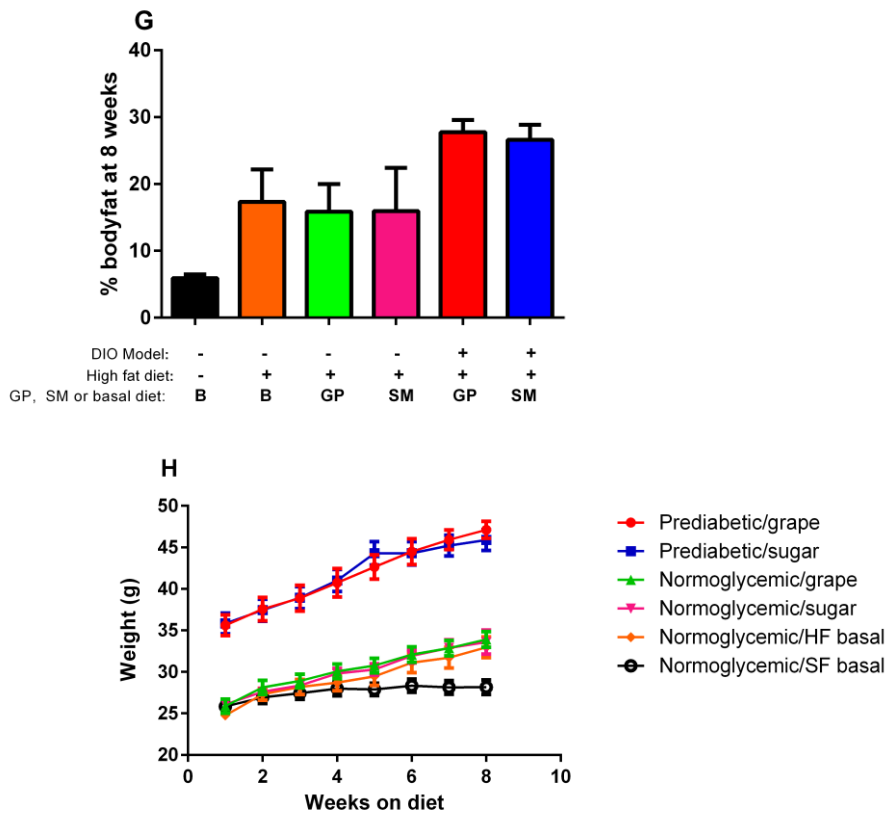 G
% bodyfat at 8 weeks
40
30
20
10
0
DIO Model: - - - - + +
High fat diet: - + + + + +
GP, SM or basal diet: B B GP SM GP SM
H
Weight (g)
50
45
40
35
30
25
20
0 2 4 6 8 10
Weeks on diet
Prediabetic/grape
Prediabetic/sugar
Normoglycemic/grape
Normoglycemic/sugar
Normoglycemic/HF basal
Normoglycemic/SF basal